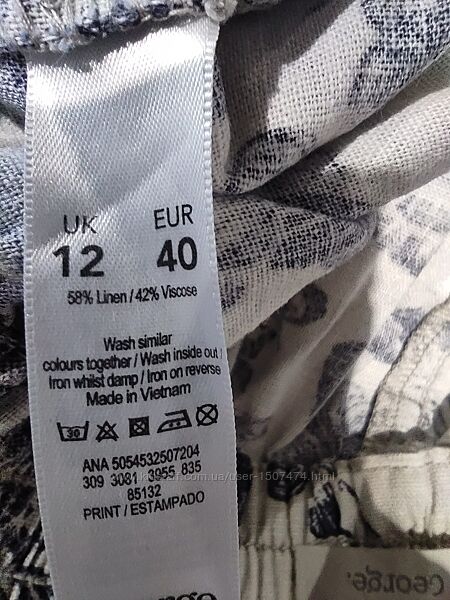 UK EUR
12 40
58% Linen / 42% Viscose
Wash similar
colours together / Wash inside out /
Iron whilst damp / Iron on reverse
Made in Vietnam
30
ANA 5054532507204
309 3081 3955 835
85132
PRINT / ESTAMPADO
George.